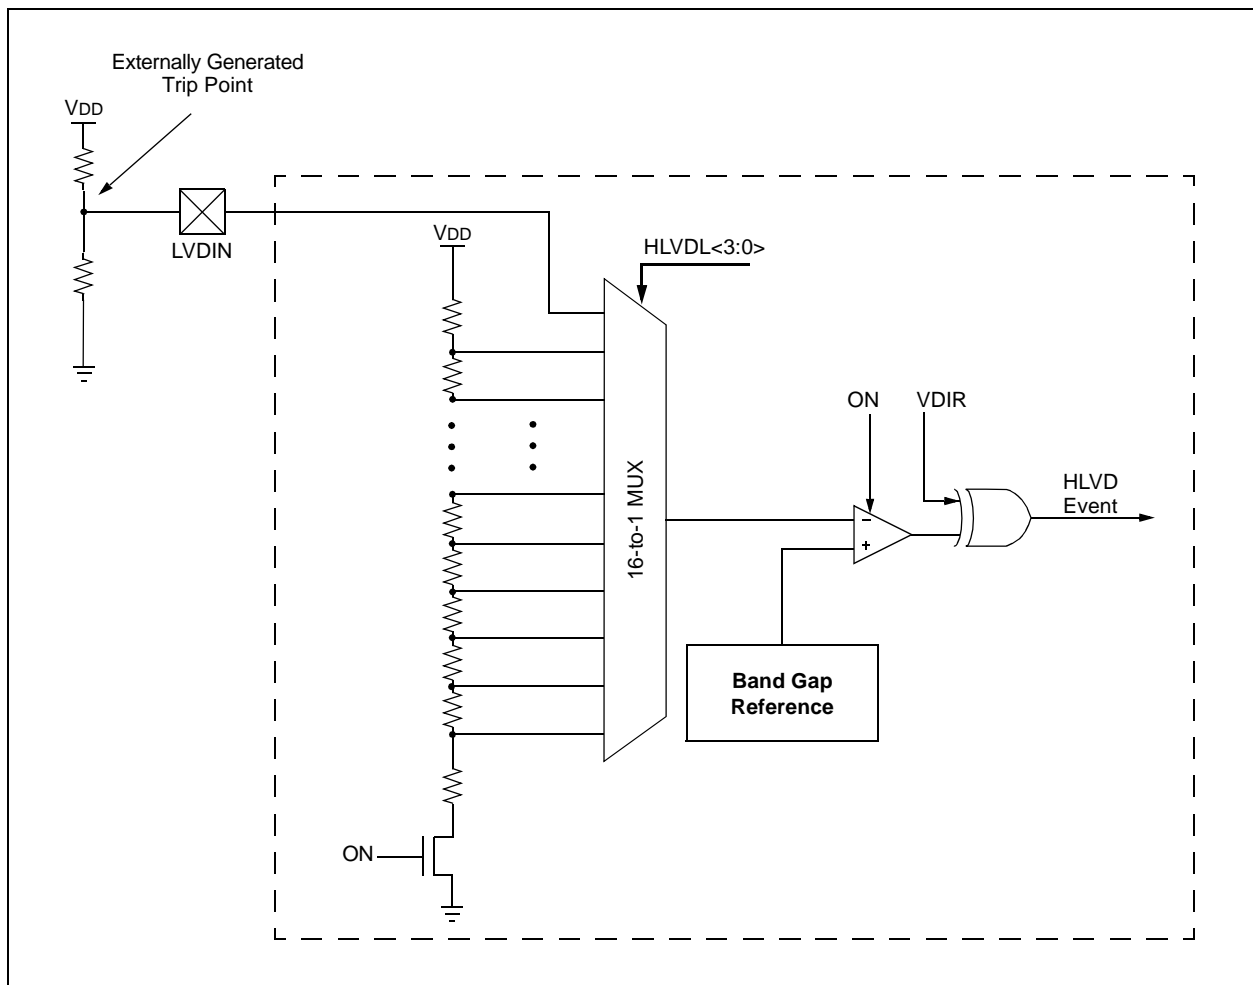 Externally Generated
Trip Point
VDD
LVDIN
VDD
HLVDL<3:0>
16-to-1 MUX
ON
VDIR
HLVD
Event
–
+
Band Gap
Reference
ON